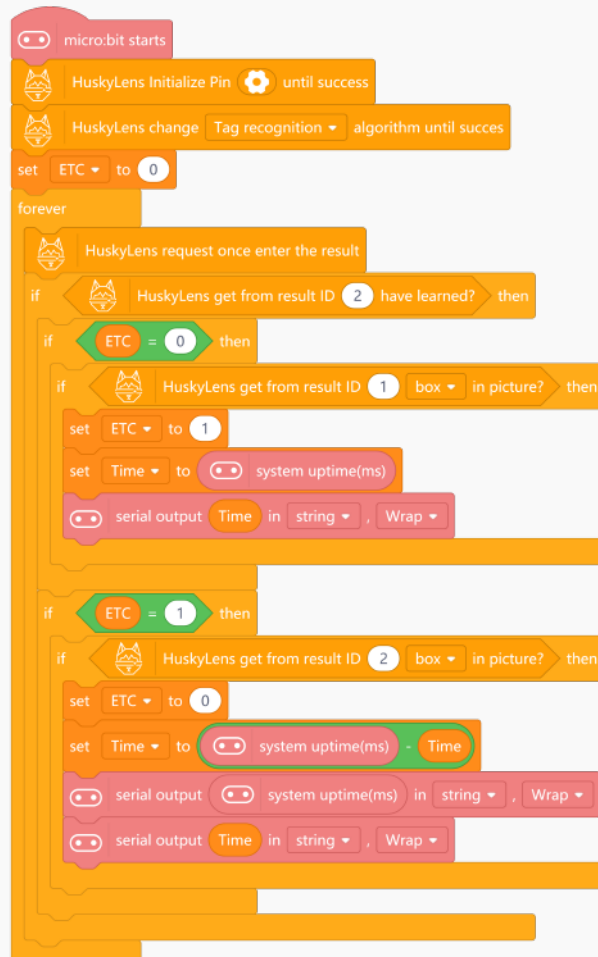 micro:bit starts
HuskyLens Initialize Pin until success
HuskyLens change Tag recognition algorithm until succes
set ETC to 0
forever
HuskyLens request once enter the result
if HuskyLens get from result ID 2 have learned? then
if ETC = 0 then
if HuskyLens get from result ID 1 box in picture? then
set ETC to 1
set Time to system uptime(ms)
serial output Time in string , Wrap
if ETC = 1 then
if HuskyLens get from result ID 2 box in picture? then
set ETC to 0
set Time to system uptime(ms) - Time
serial output system uptime(ms) in string , Wrap
serial output Time in string , Wrap